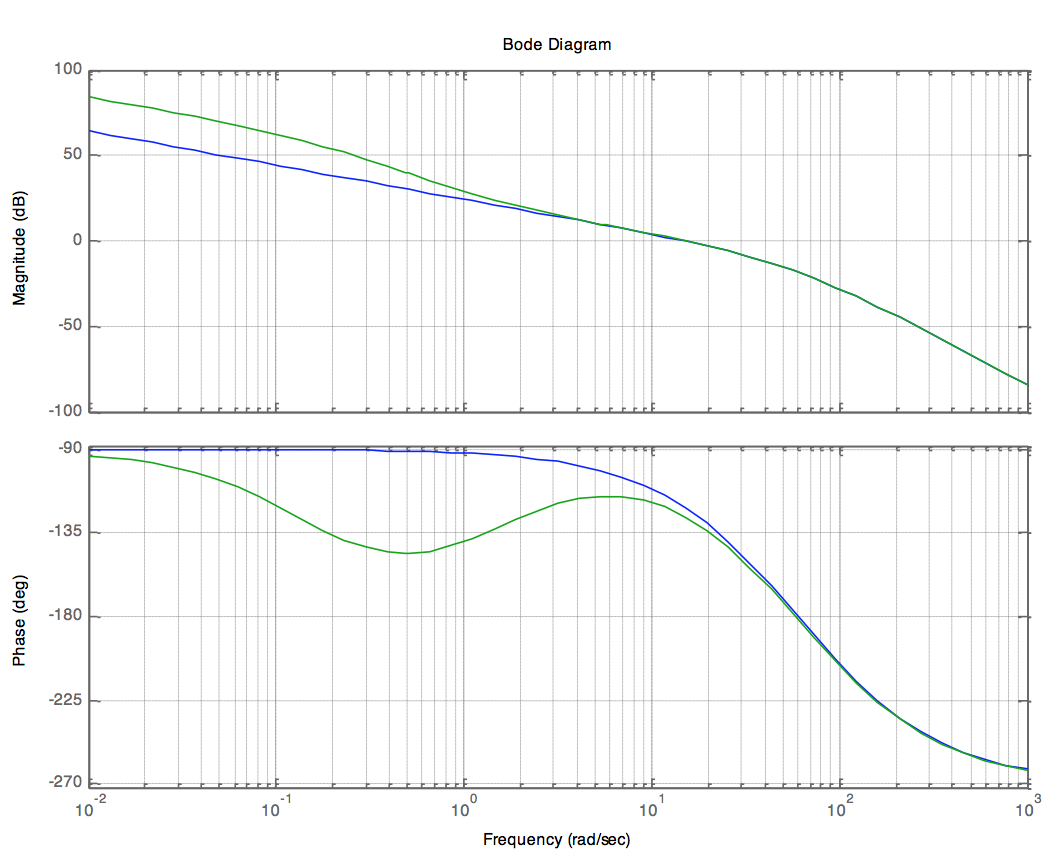 Bode Diagram
Magnitude (dB)
100
50
0
-50
-100
Phase (deg)
-90
-135
-180
-225
-270
10^-2 10^-1 10^0 10^1 10^2 10^3
Frequency (rad/sec)